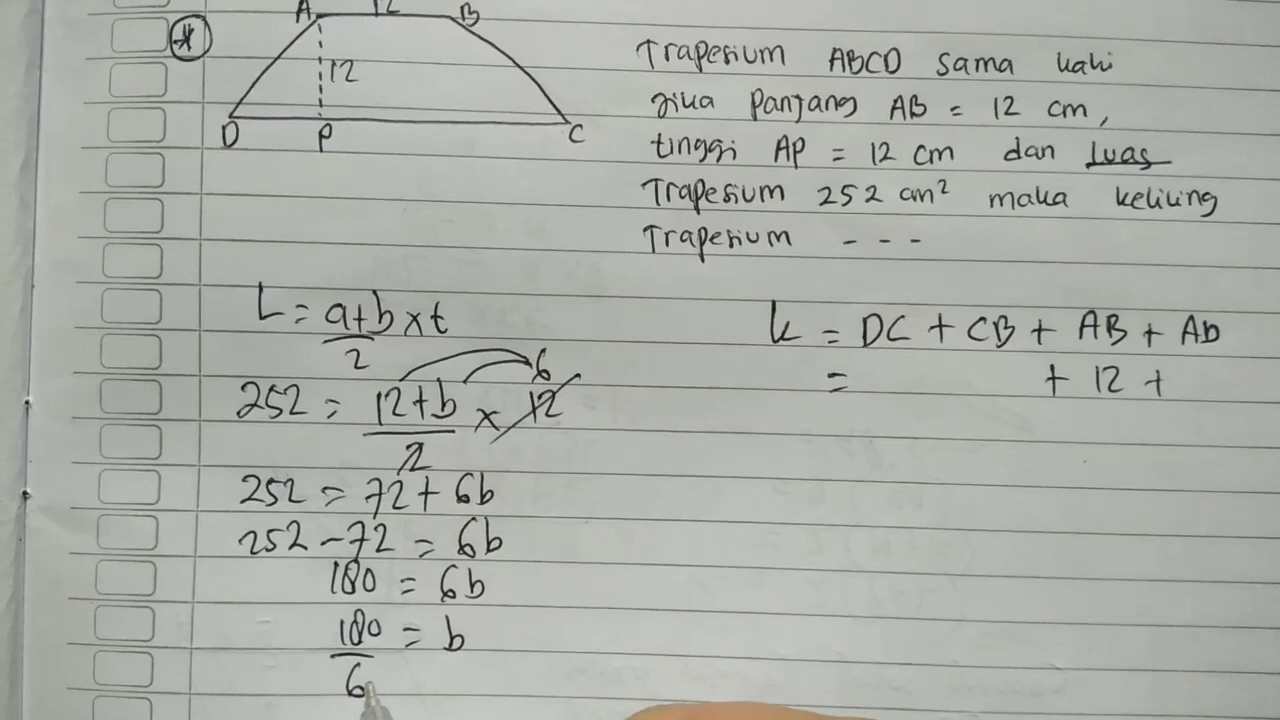 A 12 B
*
12
D P C
Trapesium ABCD sama kaki
jika Panjang AB = 12 cm,
tinggi AP = 12 cm dan Luas
Trapesium 252 cm² maka keliling
Trapesium - - -
L = a+b x t
2
6
252 = 12+b x 12
2
252 = 72 + 6b
252 - 72 = 6b
180 = 6b
180 = b
6
k = DC + CB + AB + AD
= + 12 +